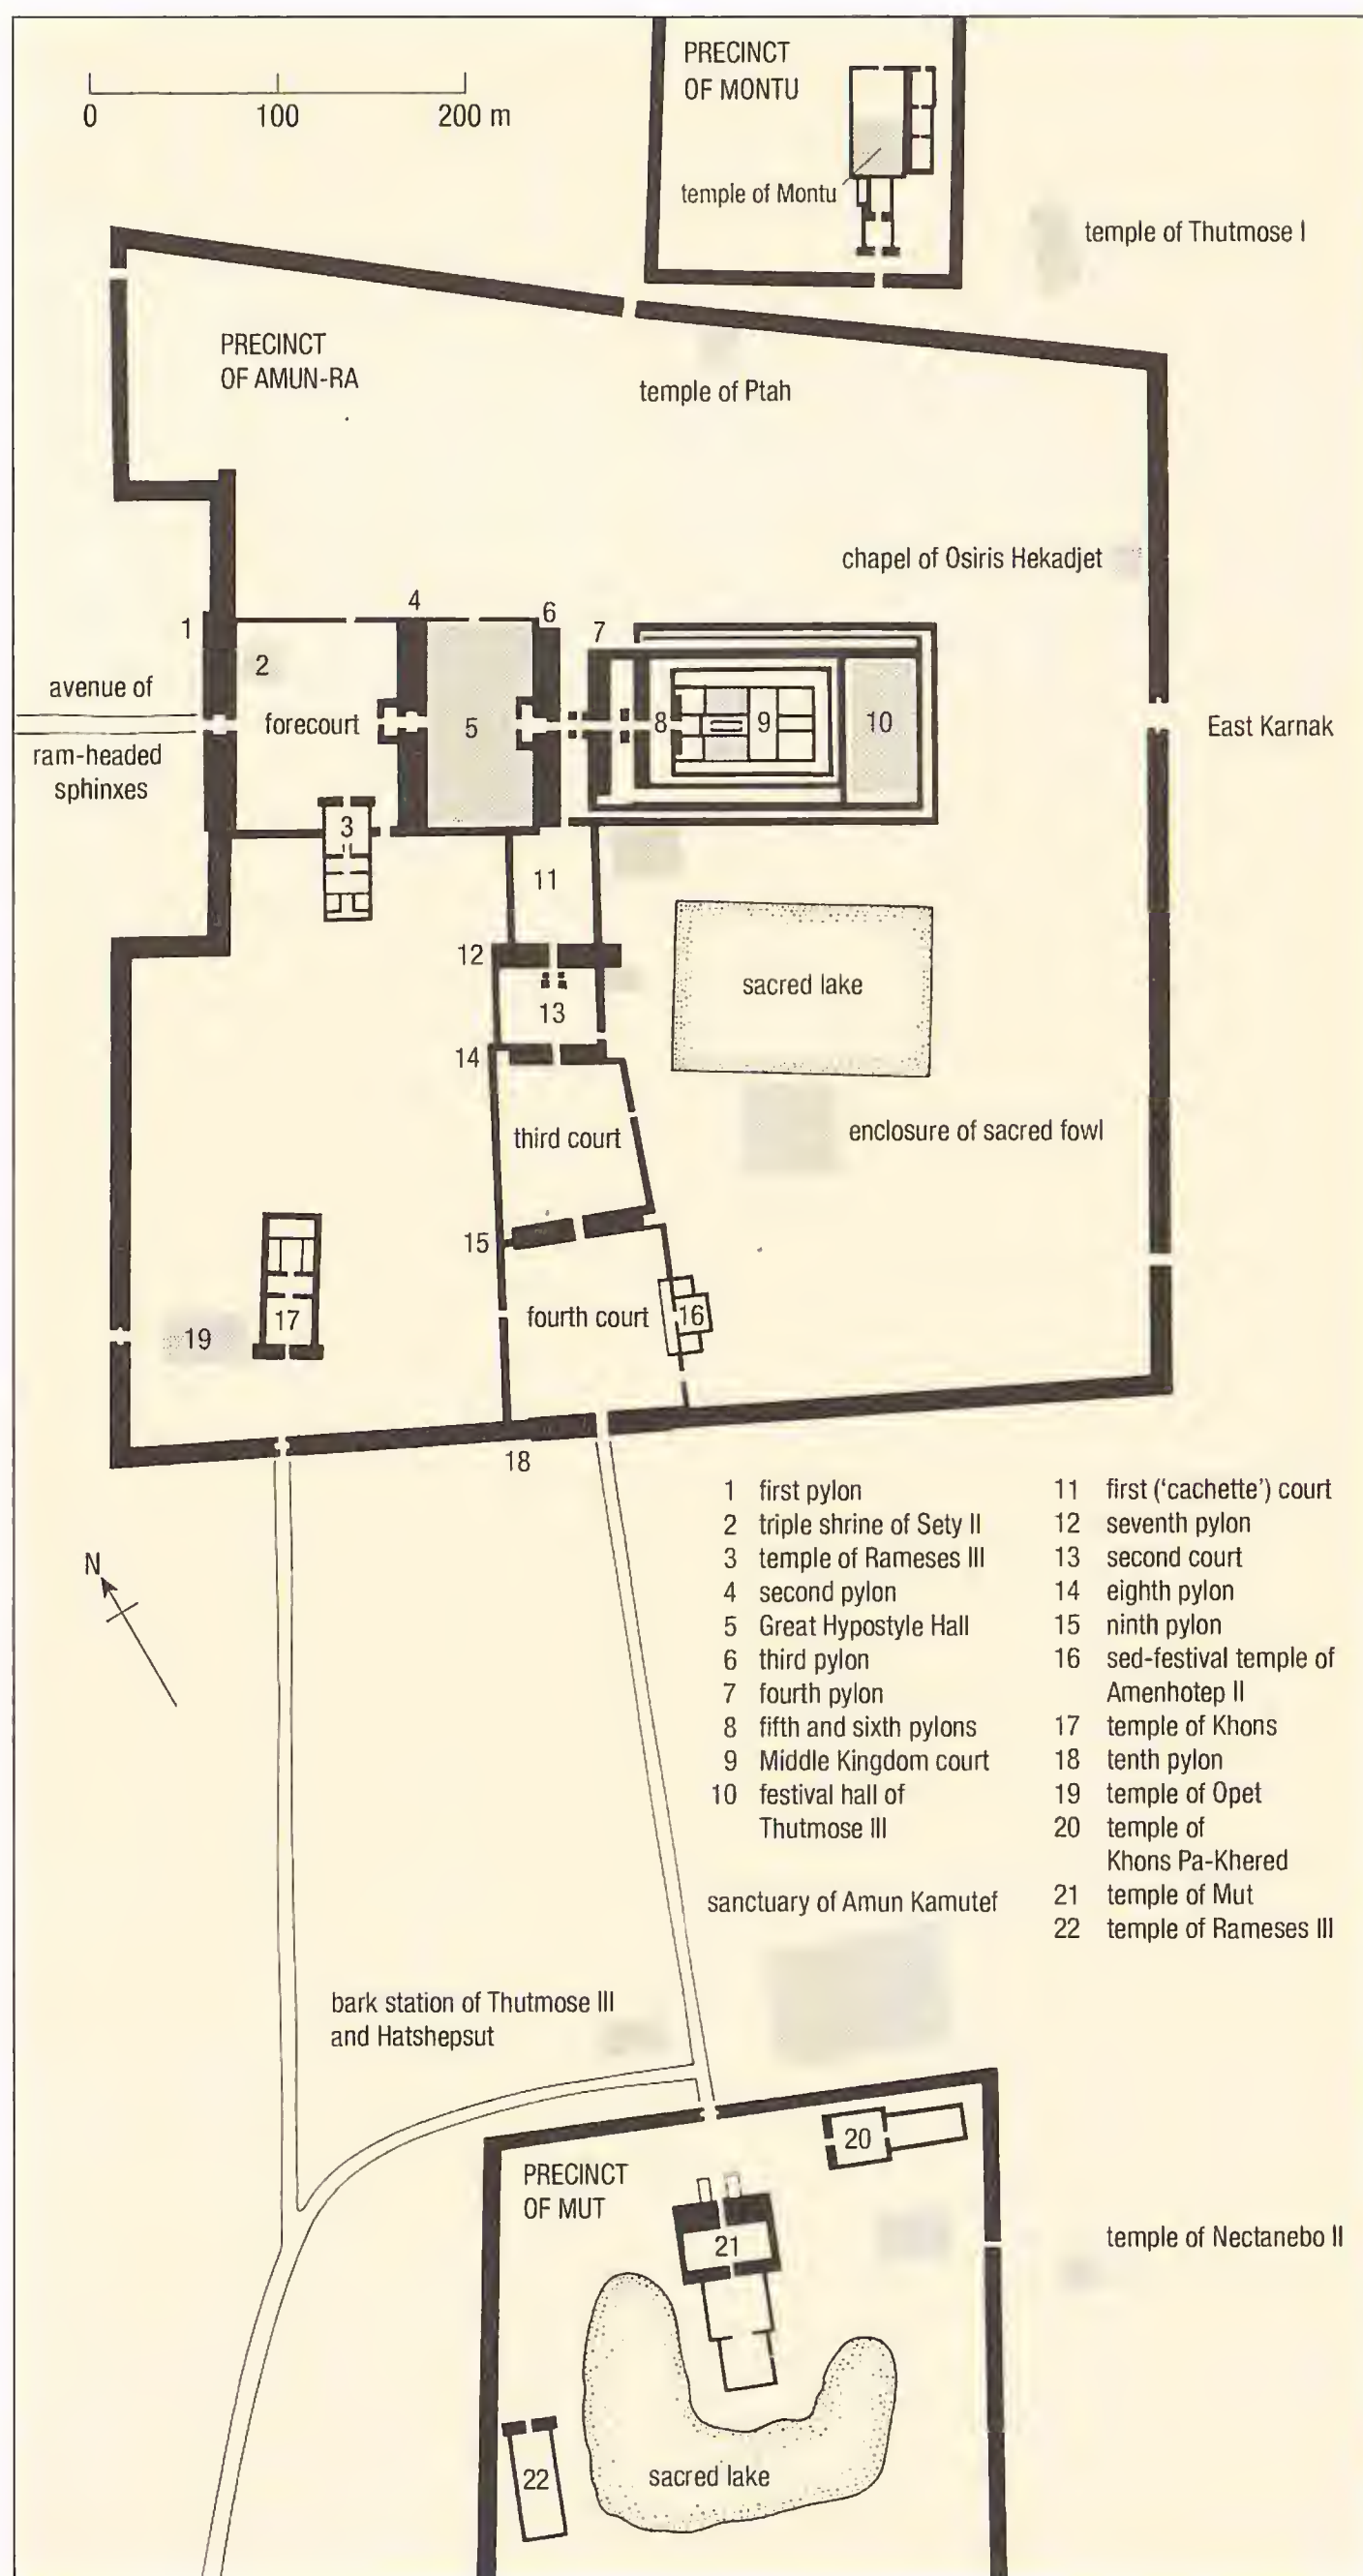 PRECINCT
OF MONTU
0 100 200 m
temple of Montu
temple of Thutmose I
PRECINCT
OF AMUN-RA
temple of Ptah
chapel of Osiris Hekadjet
1
2
4
6
7
avenue of
ram-headed
sphinxes
forecourt
5
8
9
10
East Karnak
3
11
12
sacred lake
13
14
third court
enclosure of sacred fowl
15
fourth court
16
17
19
18
N
1 first pylon
2 triple shrine of Sety II
3 temple of Rameses III
4 second pylon
5 Great Hypostyle Hall
6 third pylon
7 fourth pylon
8 fifth and sixth pylons
9 Middle Kingdom court
10 festival hall of
Thutmose III
11 first (‘cachette’) court
12 seventh pylon
13 second court
14 eighth pylon
15 ninth pylon
16 sed-festival temple of
Amenhotep II
17 temple of Khons
18 tenth pylon
19 temple of Opet
20 temple of
Khons Pa-Khered
21 temple of Mut
22 temple of Rameses III
sanctuary of Amun Kamutef
bark station of Thutmose III
and Hatshepsut
20
PRECINCT
OF MUT
21
temple of Nectanebo II
22
sacred lake